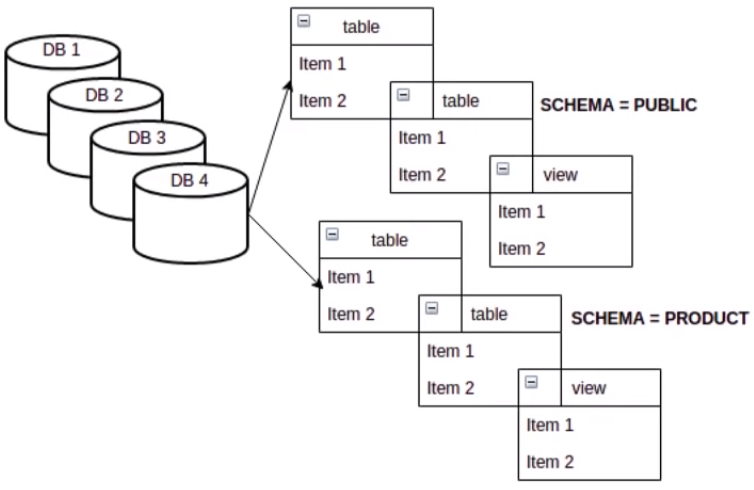 DB 1
DB 2
DB 3
DB 4
table
Item 1
Item 2
table
Item 1
Item 2
view
Item 1
Item 2
SCHEMA = PUBLIC
table
Item 1
Item 2
table
Item 1
Item 2
view
Item 1
Item 2
SCHEMA = PRODUCT